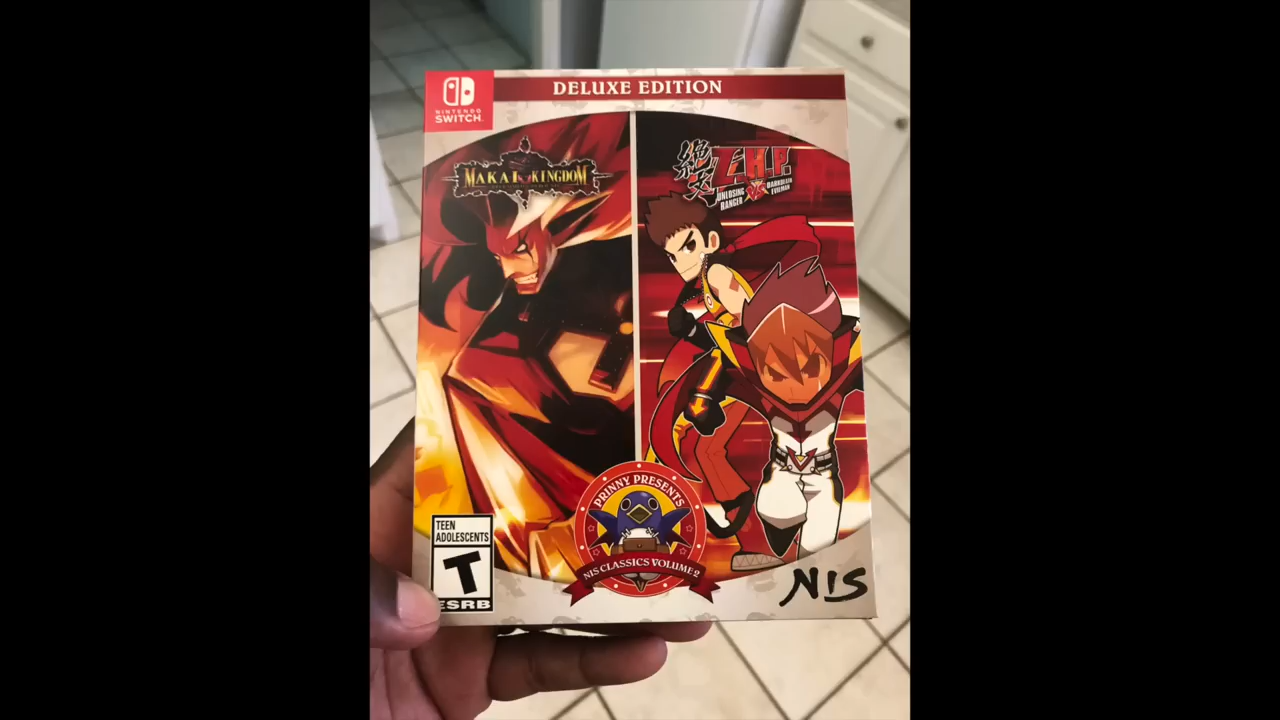 NINTENDO
SWITCH
DELUXE EDITION
MAKAI KINGDOM
絶対
Z.H.P.
UNLOSING
RANGER
VS
DARKDEATH
EVILMAN
PRINNY PRESENTS
NIS CLASSICS VOLUME 2
TEEN
ADOLESCENTS
T
ESRB
NIS